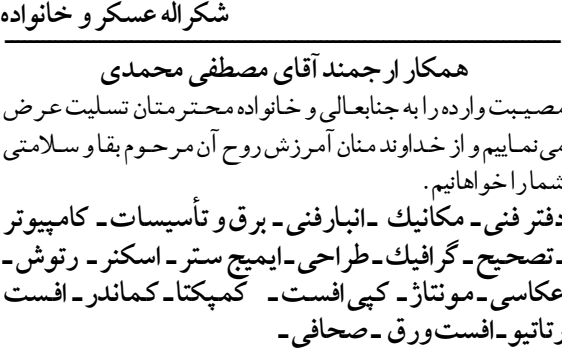 شکراله عسکر و خانواده
همکار ارجمند آقای مصطفی محمدی
مصیبت وارده را به جنابعالی و خانواده محترمتان تسلیت عرض
می‌نماییم و از خداوند منان آمرزش روح آن مرحوم بقا و سلامتی
شما را خواهانیم.
دفتر فنی ـ مکانیك ـ انبارفنی ـ برق و تأسیسات ـ کامپیوتر
ـ تصحیح ـ گرافیك ـ طراحی ـ ایمیج ستر ـ اسکنر ـ رتوش ـ
عکاسی ـ مونتاژ ـ کپی افست ـ کمپکتا ـ کماندر ـ افست
رتاتیو ـ افست ورق ـ صحافی ـ